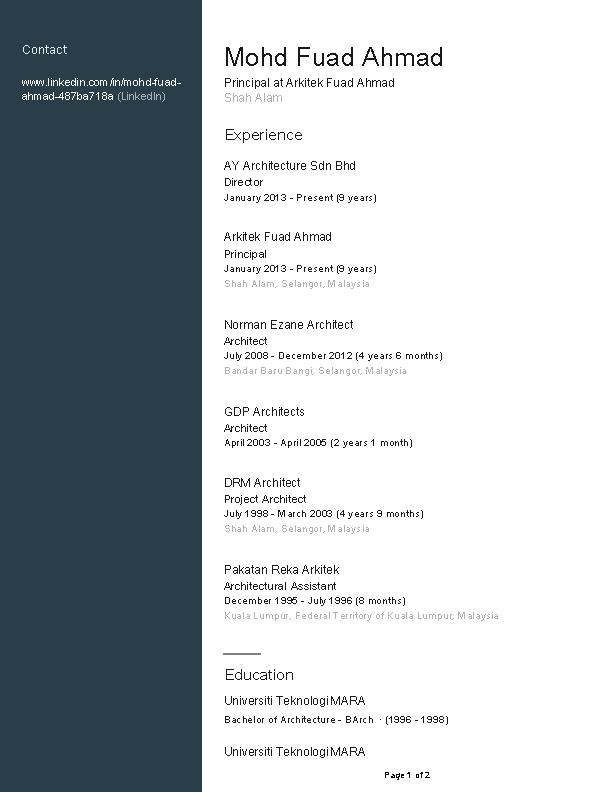 Contact
www.linkedin.com/in/mohd-fuad-
ahmad-487ba718a (LinkedIn)
Mohd Fuad Ahmad
Principal at Arkitek Fuad Ahmad
Shah Alam
Experience
AY Architecture Sdn Bhd
Director
January 2013 - Present (9 years)
Arkitek Fuad Ahmad
Principal
January 2013 - Present (9 years)
Shah Alam, Selangor, Malaysia
Norman Ezane Architect
Architect
July 2008 - December 2012 (4 years 6 months)
Bandar Baru Bangi, Selangor, Malaysia
GDP Architects
Architect
April 2003 - April 2005 (2 years 1 month)
DRM Architect
Project Architect
July 1998 - March 2003 (4 years 9 months)
Shah Alam, Selangor, Malaysia
Pakatan Reka Arkitek
Architectural Assistant
December 1995 - July 1996 (8 months)
Kuala Lumpur, Federal Territory of Kuala Lumpur, Malaysia
Education
Universiti Teknologi MARA
Bachelor of Architecture - BArch · (1996 - 1998)
Universiti Teknologi MARA
Page 1 of 2